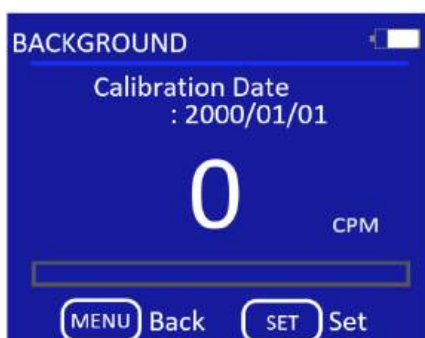 BACKGROUND
Calibration Date
: 2000/01/01
0
CPM
MENU Back SET Set